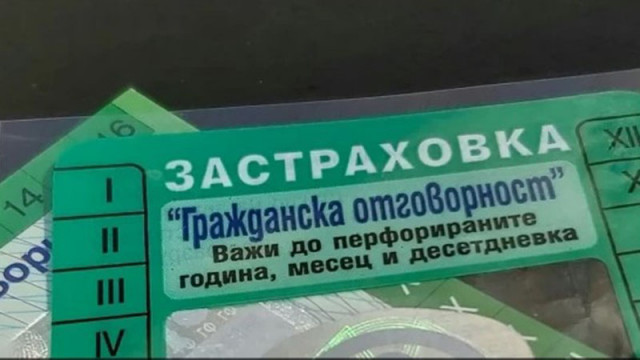 ЗАСТРАХОВКА
"Гражданска отговорност"
Важи до перфорираните
година, месец и десетдневка
I
II
III
IV
XII
14
16